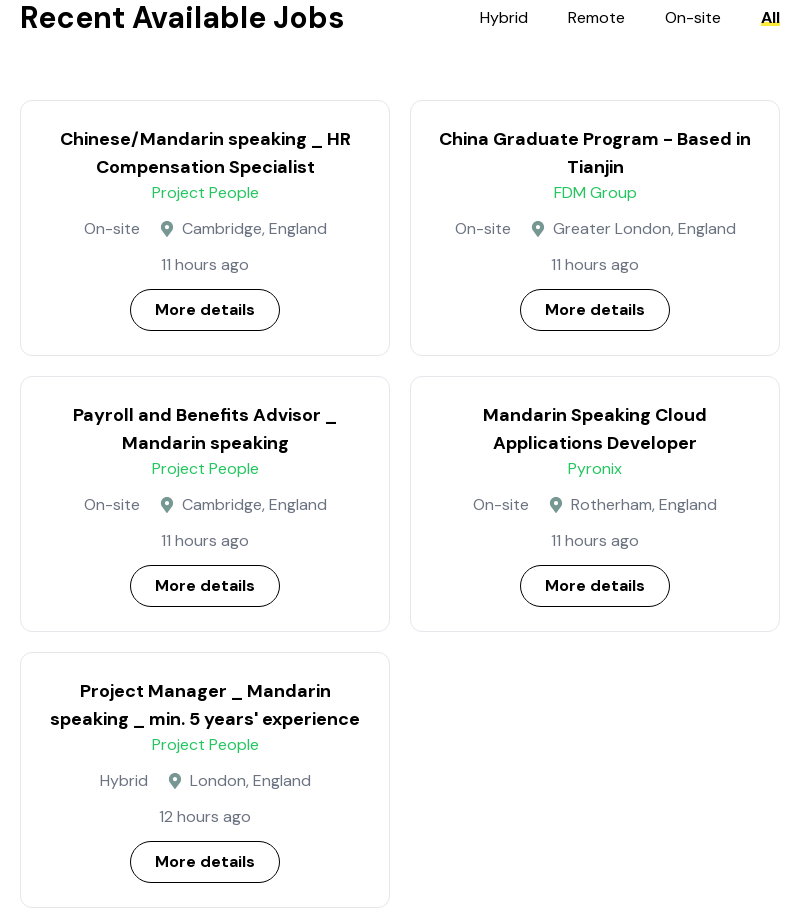 Recent Available Jobs
Hybrid Remote On-site All
Chinese/Mandarin speaking _ HR
Compensation Specialist
Project People
On-site Cambridge, England
11 hours ago
More details
China Graduate Program – Based in
Tianjin
FDM Group
On-site Greater London, England
11 hours ago
More details
Payroll and Benefits Advisor _
Mandarin speaking
Project People
On-site Cambridge, England
11 hours ago
More details
Mandarin Speaking Cloud
Applications Developer
Pyronix
On-site Rotherham, England
11 hours ago
More details
Project Manager _ Mandarin
speaking _ min. 5 years' experience
Project People
Hybrid London, England
12 hours ago
More details